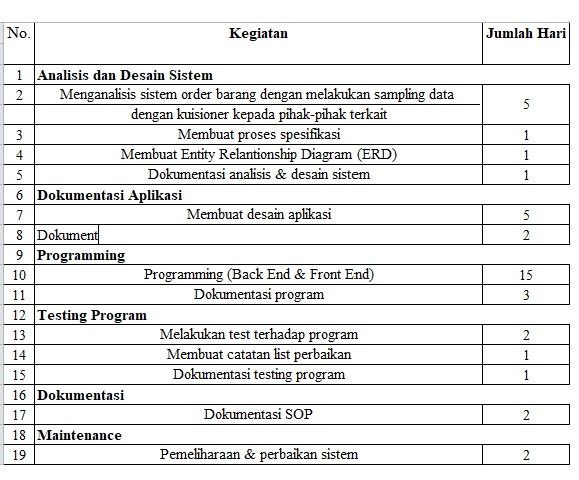 No. Kegiatan Jumlah Hari
1 Analisis dan Desain Sistem
2 Menganalisis sistem order barang dengan melakukan sampling data
dengan kuisioner kepada pihak-pihak terkait 5
3 Membuat proses spesifikasi 1
4 Membuat Entity Relantionship Diagram (ERD) 1
5 Dokumentasi analisis & desain sistem 1
6 Dokumentasi Aplikasi
7 Membuat desain aplikasi 5
8 Dokument 2
9 Programming
10 Programming (Back End & Front End) 15
11 Dokumentasi program 3
12 Testing Program
13 Melakukan test terhadap program 2
14 Membuat catatan list perbaikan 1
15 Dokumentasi testing program 1
16 Dokumentasi
17 Dokumentasi SOP 2
18 Maintenance
19 Pemeliharaan & perbaikan sistem 2